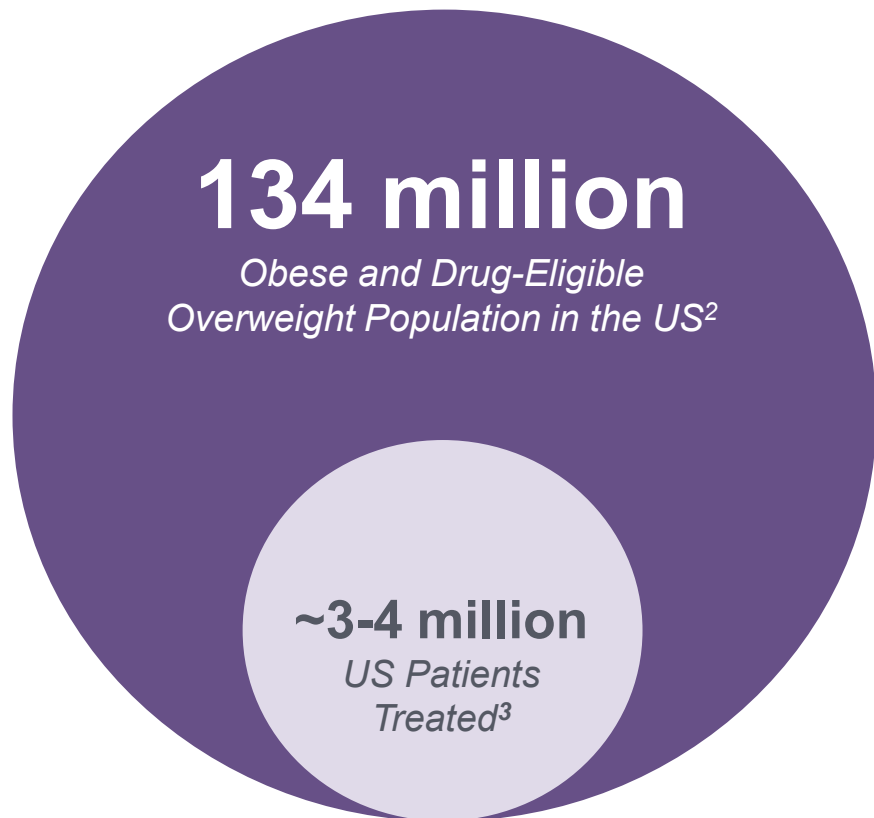 134 million
Obese and Drug-Eligible
Overweight Population in the US²
~3-4 million
US Patients
Treated³